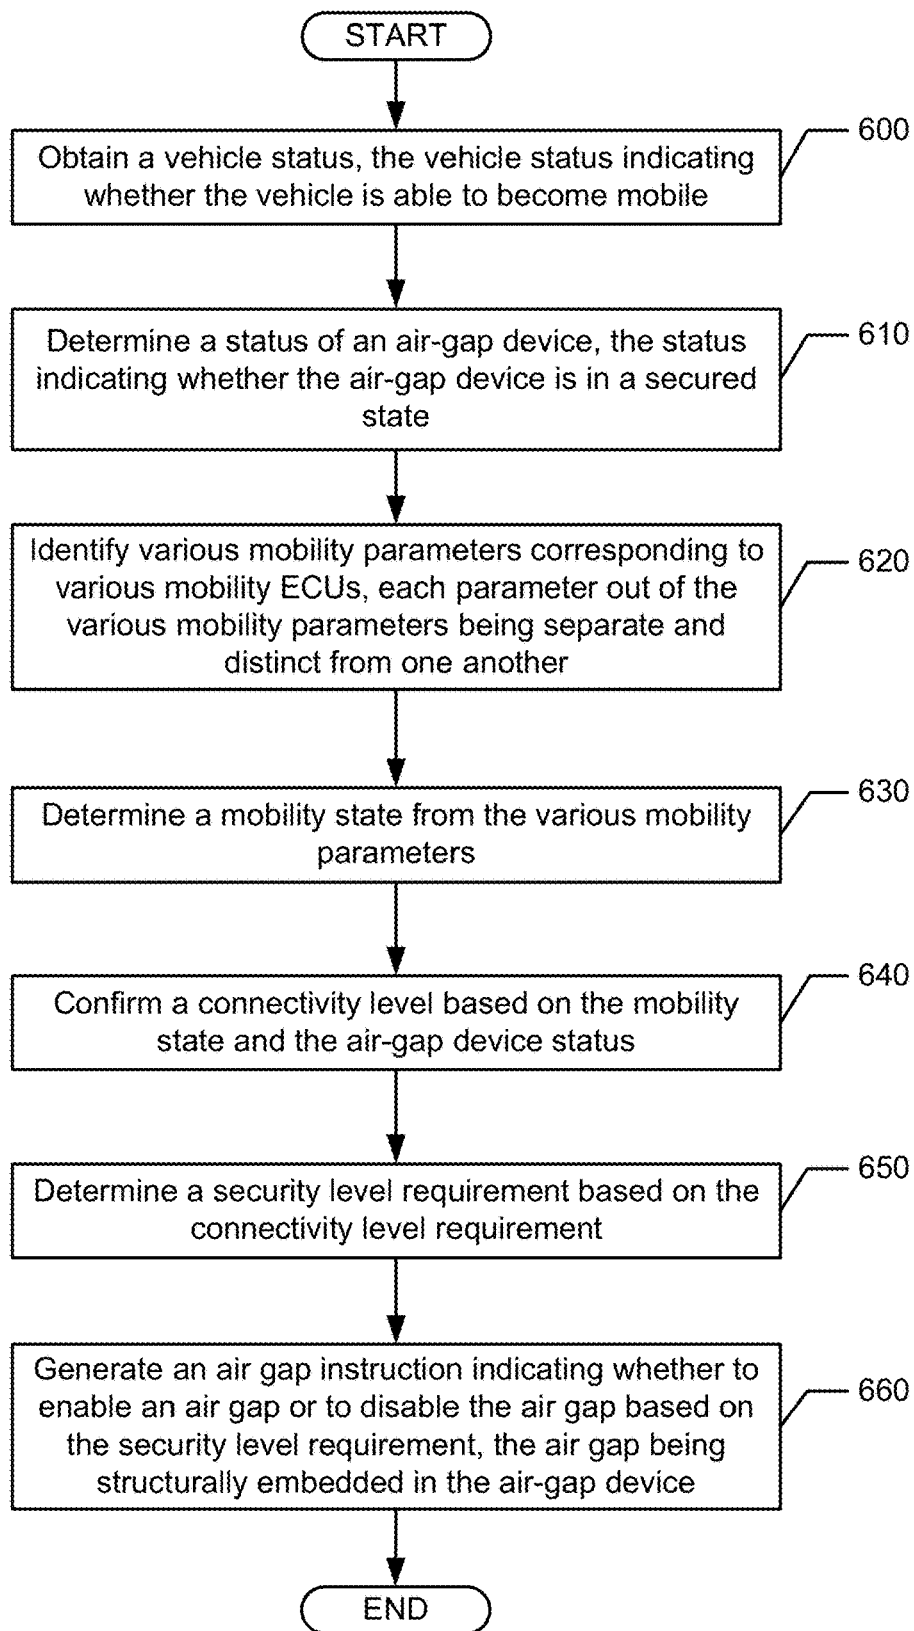 START
600
Obtain a vehicle status, the vehicle status indicating
whether the vehicle is able to become mobile
610
Determine a status of an air-gap device, the status
indicating whether the air-gap device is in a secured
state
620
Identify various mobility parameters corresponding to
various mobility ECUs, each parameter out of the
various mobility parameters being separate and
distinct from one another
630
Determine a mobility state from the various mobility
parameters
640
Confirm a connectivity level based on the mobility
state and the air-gap device status
650
Determine a security level requirement based on the
connectivity level requirement
660
Generate an air gap instruction indicating whether to
enable an air gap or to disable the air gap based on
the security level requirement, the air gap being
structurally embedded in the air-gap device
END